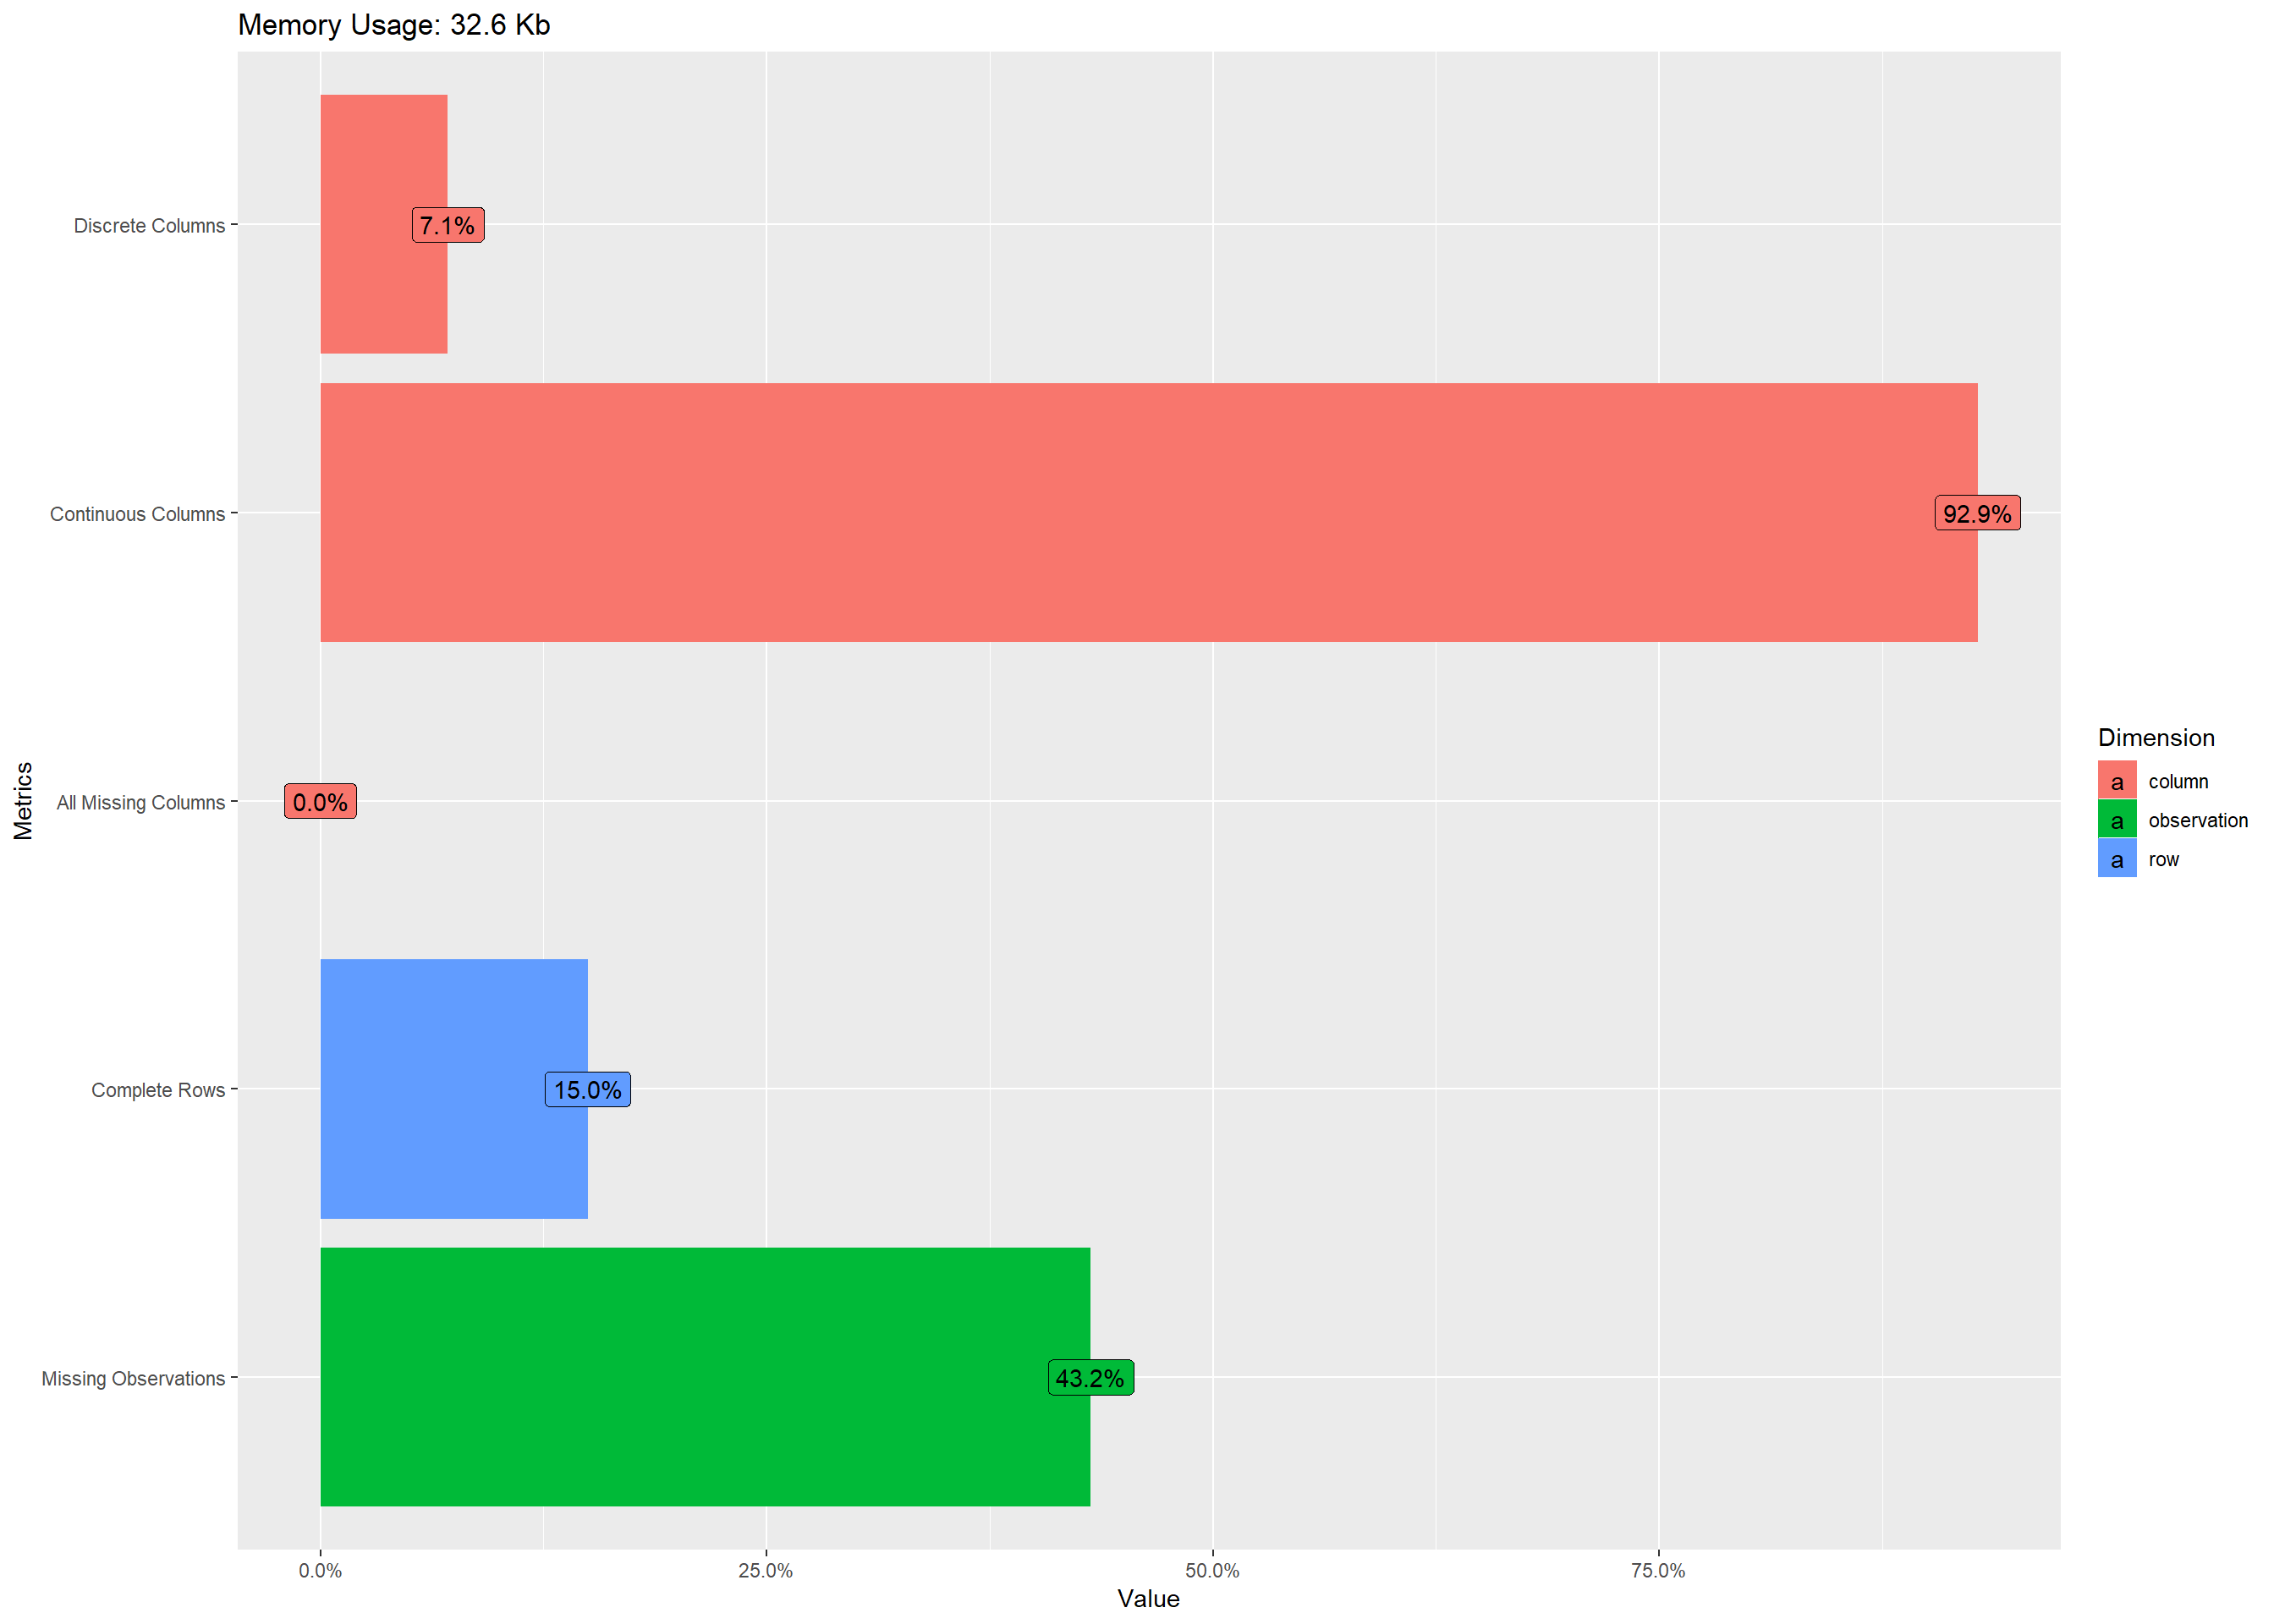 Memory Usage: 32.6 Kb
Discrete Columns
7.1%
Continuous Columns
92.9%
All Missing Columns
0.0%
Complete Rows
15.0%
Missing Observations
43.2%
Metrics
0.0%
25.0%
50.0%
75.0%
Value
Dimension
a column
a observation
a row